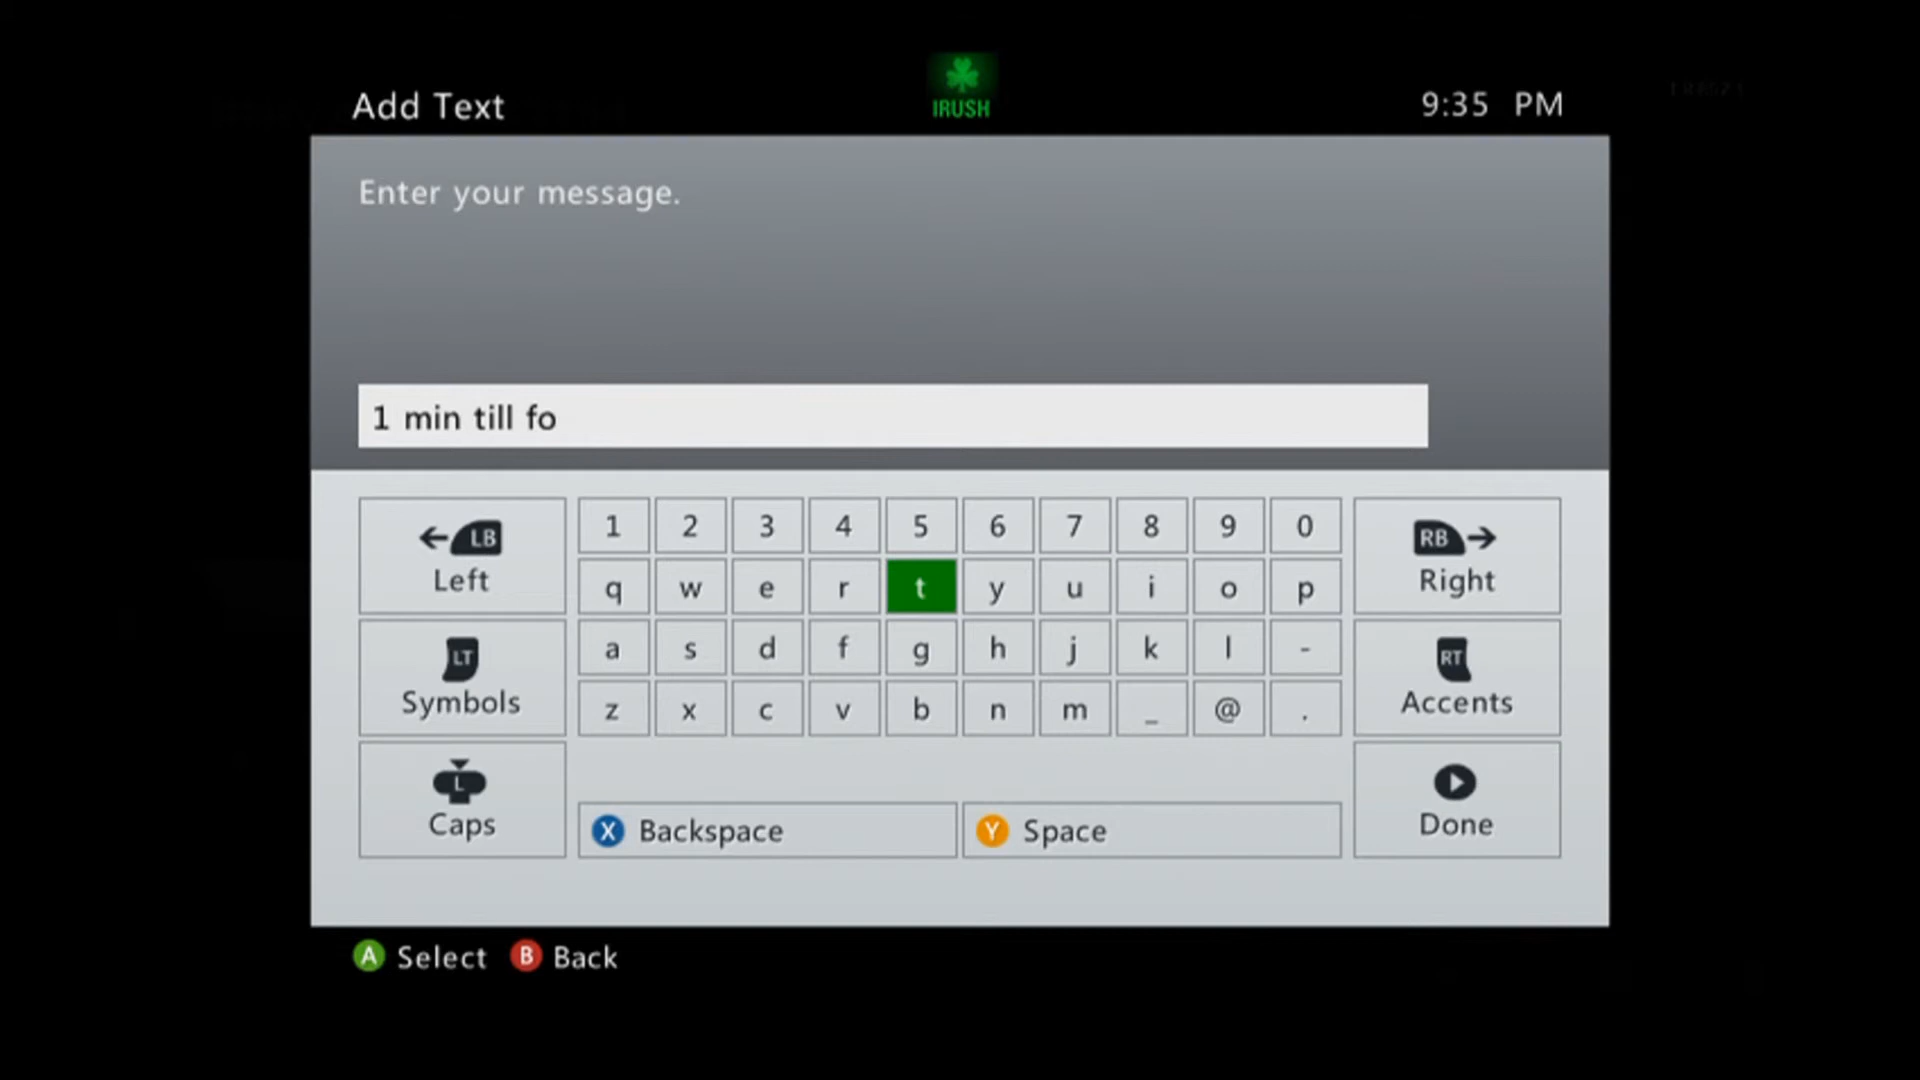 Add Text
IRUSH
9:35 PM
Enter your message.
1 min till fo
LB
Left
1 2 3 4 5 6 7 8 9 0
RB
Right
q w e r t y u i o p
LT
Symbols
a s d f g h j k l -
RT
Accents
z x c v b n m _ @ .
L
Caps
X Backspace
Y Space
Done
A Select B Back